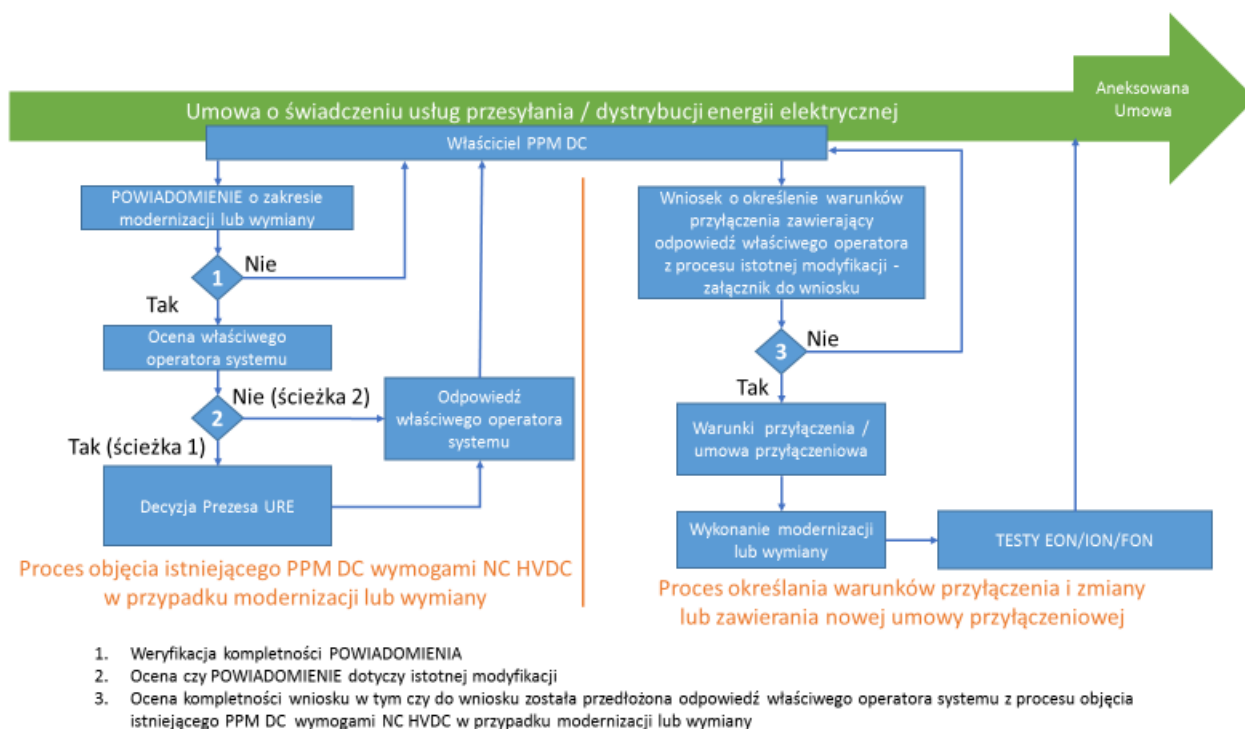 Umowa o świadczeniu usług przesyłania / dystrybucji energii elektrycznej
Aneksowana
Umowa
Właściciel PPM DC
POWIADOMIENIE o zakresie
modernizacji lub wymiany
1
Nie
Tak
Ocena właściwego
operatora systemu
2
Nie (ścieżka 2)
Tak (ścieżka 1)
Odpowiedź
właściwego operatora
systemu
Decyzja Prezesa URE
Proces objęcia istniejącego PPM DC wymogami NC HVDC
w przypadku modernizacji lub wymiany
Wniosek o określenie warunków
przyłączenia zawierający
odpowiedź właściwego operatora
z procesu istotnej modyfikacji -
załącznik do wniosku
3
Nie
Tak
Warunki przyłączenia /
umowa przyłączeniowa
Wykonanie modernizacji
lub wymiany
TESTY EON/ION/FON
Proces określania warunków przyłączenia i zmiany
lub zawierania nowej umowy przyłączeniowej
1. Weryfikacja kompletności POWIADOMIENIA
2. Ocena czy POWIADOMIENIE dotyczy istotnej modyfikacji
3. Ocena kompletności wniosku w tym czy do wniosku została przedłożona odpowiedź właściwego operatora systemu z procesu objęcia
istniejącego PPM DC wymogami NC HVDC w przypadku modernizacji lub wymiany